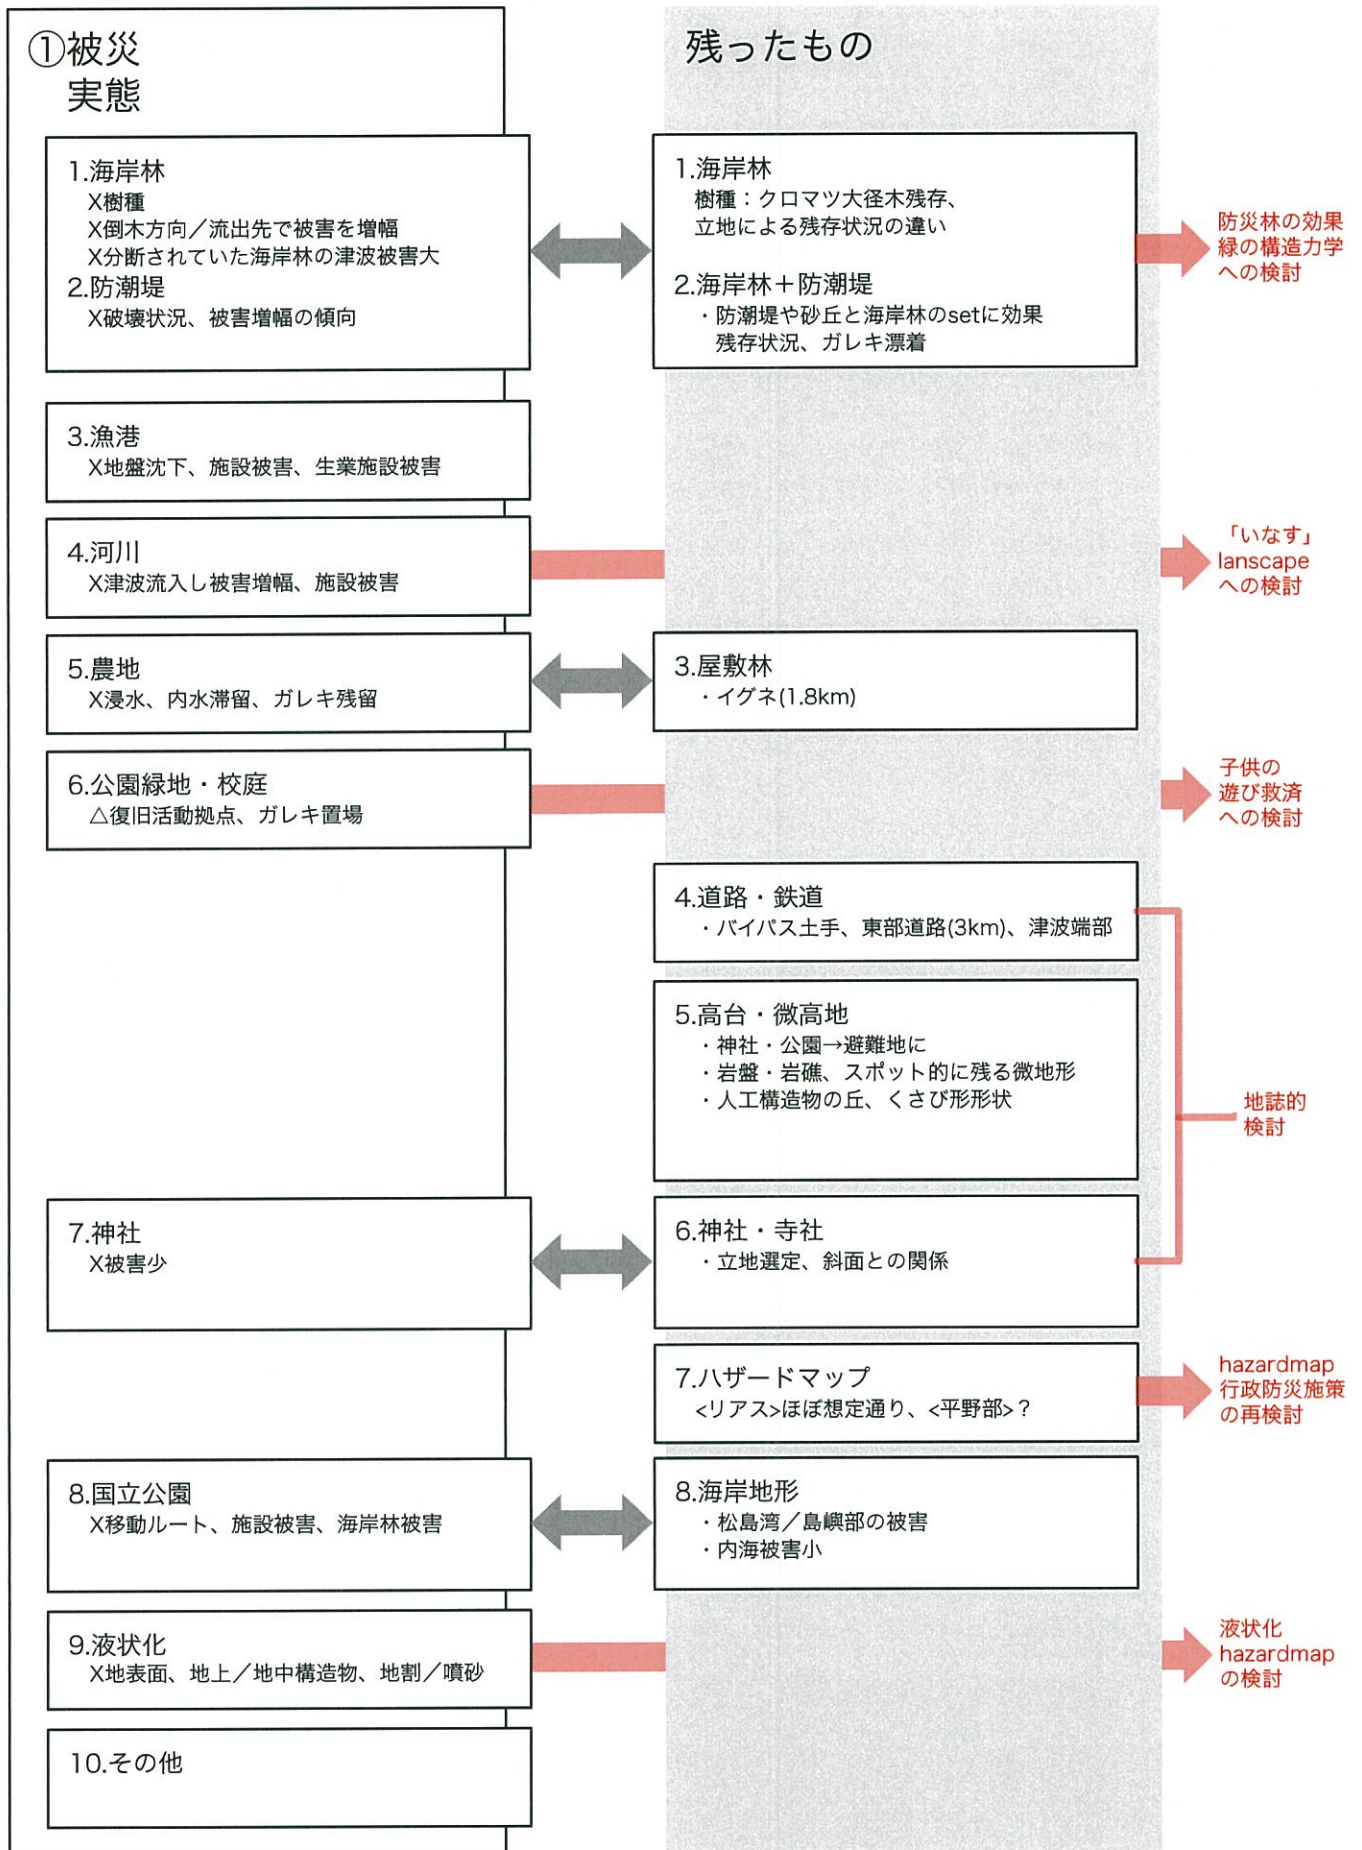 ①被災
実態
残ったもの
1.海岸林
X樹種
X倒木方向／流出先で被害を増幅
X分断されていた海岸林の津波被害大
2.防潮堤
X破壊状況、被害増幅の傾向
1.海岸林
樹種：クロマツ大径木残存、
立地による残存状況の違い
2.海岸林＋防潮堤
・防潮堤や砂丘と海岸林のsetに効果
残存状況、ガレキ漂着
防災林の効果
緑の構造力学
への検討
3.漁港
X地盤沈下、施設被害、生業施設被害
4.河川
X津波流入し被害増幅、施設被害
「いなす」
lanscape
への検討
5.農地
X浸水、内水滞留、ガレキ残留
3.屋敷林
・イグネ(1.8km)
6.公園緑地・校庭
△復旧活動拠点、ガレキ置場
子供の
遊び救済
への検討
4.道路・鉄道
・バイパス土手、東部道路(3km)、津波端部
5.高台・微高地
・神社・公園→避難地に
・岩盤・岩礁、スポット的に残る微地形
・人工構造物の丘、くさび形形状
地誌的
検討
7.神社
X被害少
6.神社・寺社
・立地選定、斜面との関係
7.ハザードマップ
<リアス>ほぼ想定通り、<平野部>？
hazardmap
行政防災施策
の再検討
8.国立公園
X移動ルート、施設被害、海岸林被害
8.海岸地形
・松島湾／島嶼部の被害
・内海被害小
9.液状化
X地表面、地上／地中構造物、地割／噴砂
液状化
hazardmap
の検討
10.その他